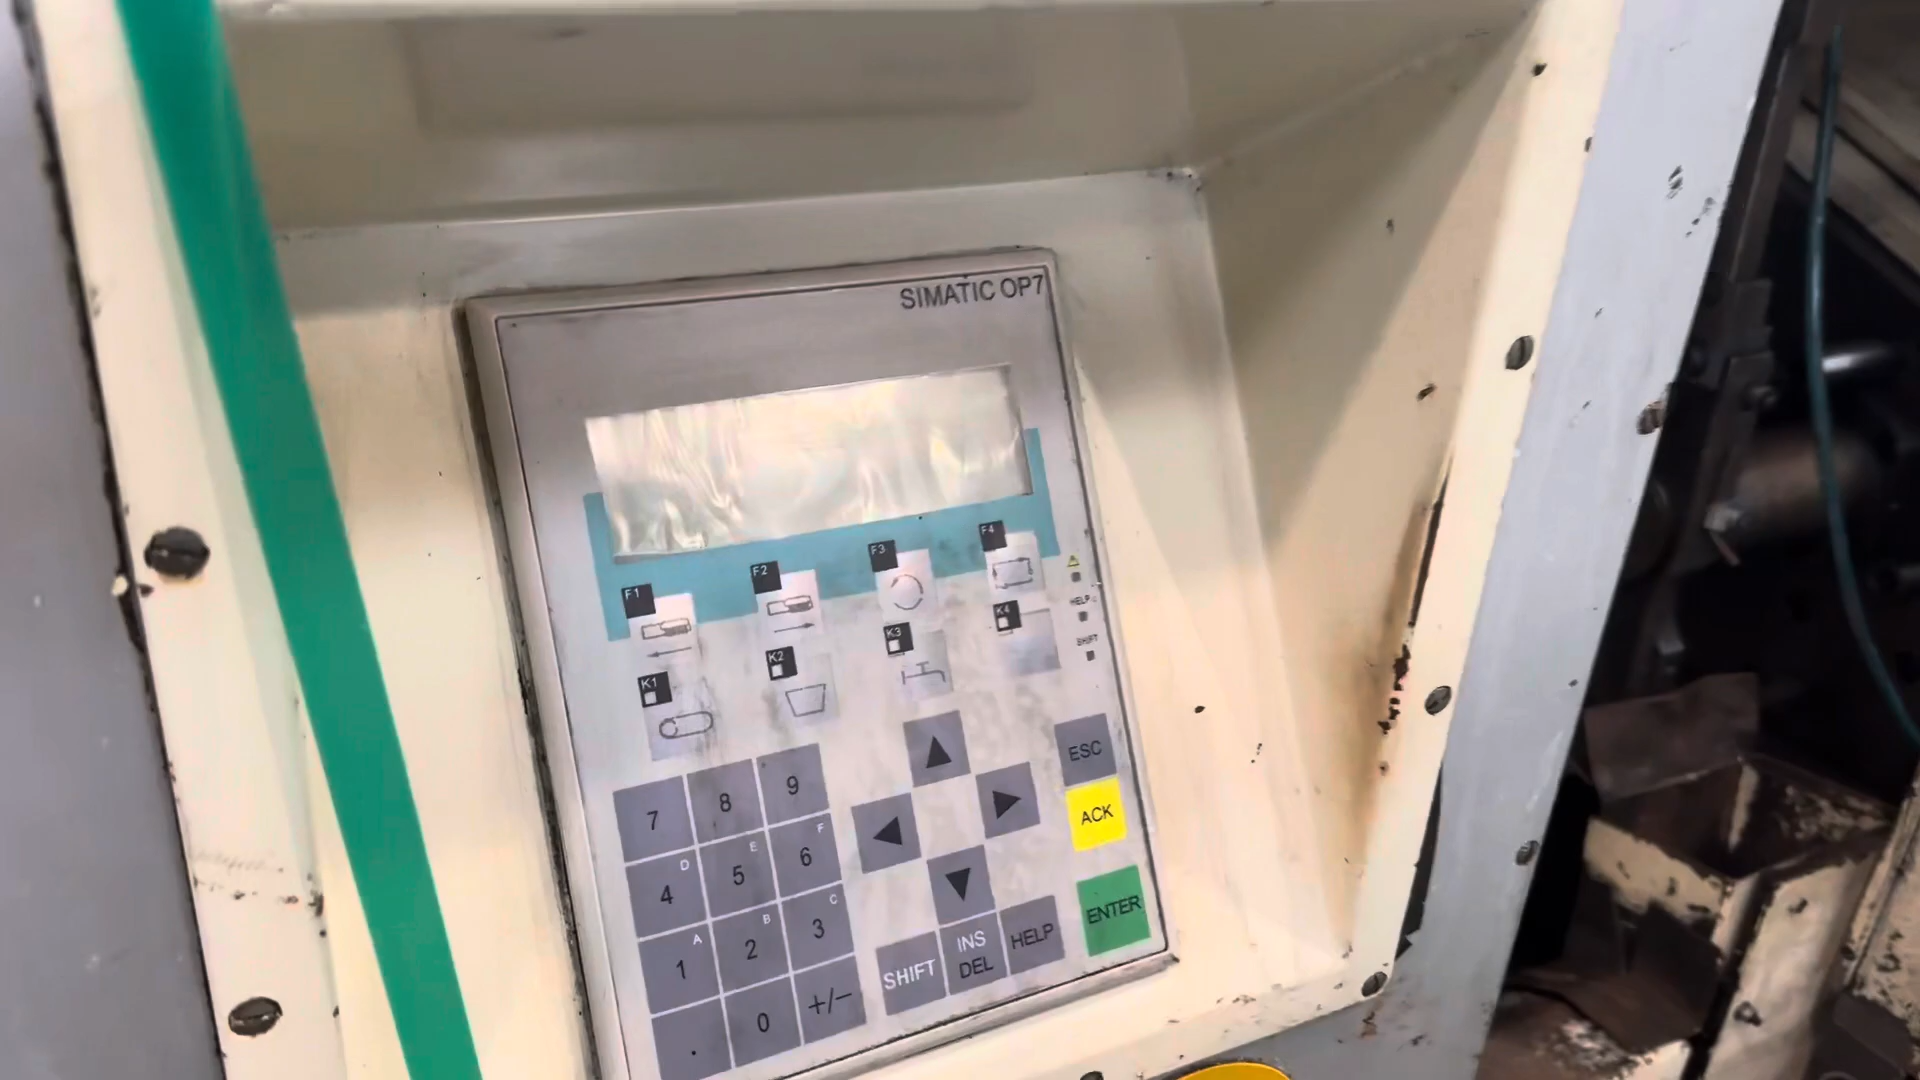 SIMATIC OP7
F1
F2
F3
F4
HELP
K1
K2
K3
K4
SHIFT
7
8
9
ESC
ACK
D
4
E
5
F
6
A
1
B
2
C
3
ENTER
.
0
+/−
SHIFT
INS
DEL
HELP